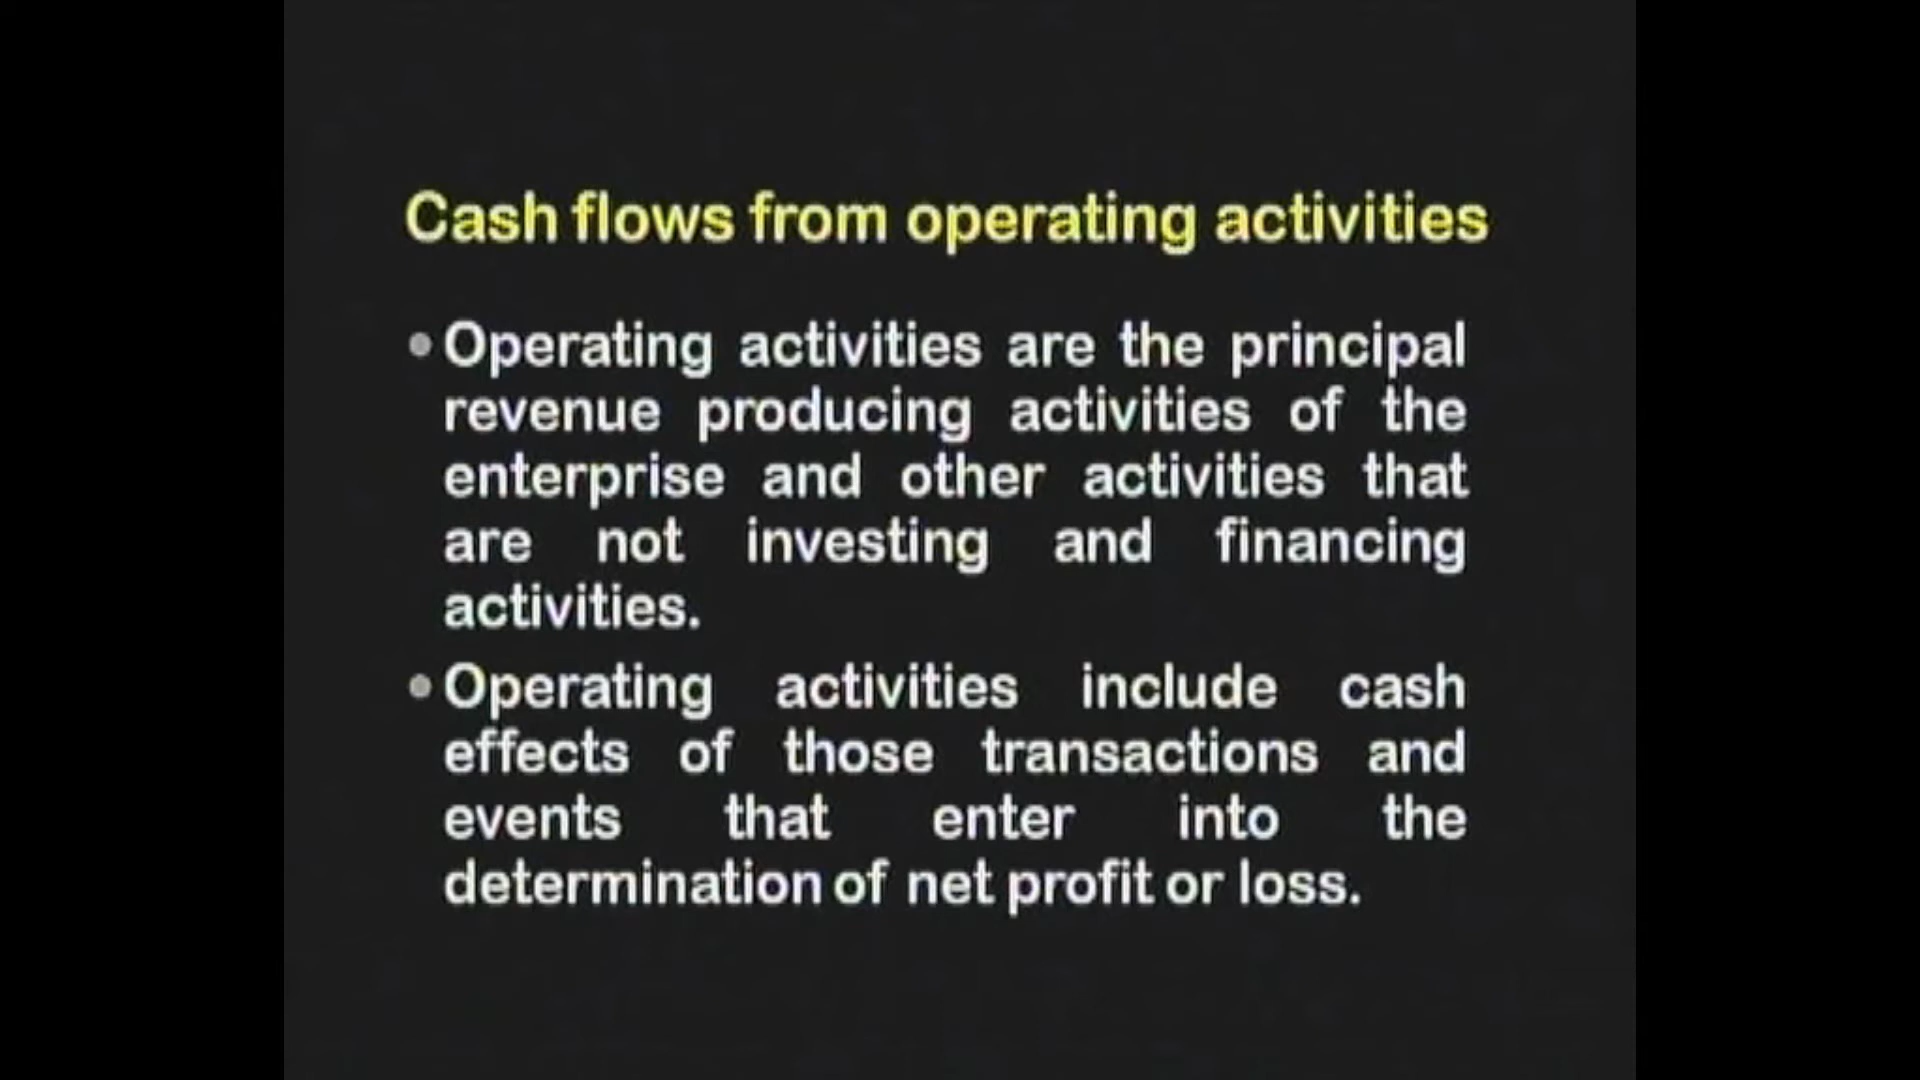 Cash flows from operating activities
• Operating activities are the principal
revenue producing activities of the
enterprise and other activities that
are not investing and financing
activities.
• Operating activities include cash
effects of those transactions and
events that enter into the
determination of net profit or loss.